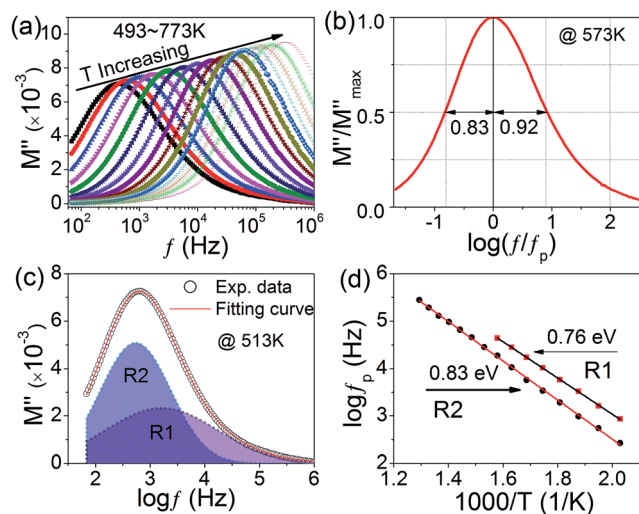 (a)
493~773K
T Increasing
M'' (×10⁻³)
0
2
4
6
8
10²
10³
10⁴
10⁵
10⁶
f (Hz)
(b)
@ 573K
M''/M''max
0.0
0.5
1.0
0.83
0.92
-1
0
1
2
log(f/fp)
(c)
Exp. data
Fitting curve
@ 513K
R2
R1
M'' (×10⁻³)
0
2
4
6
8
2
3
4
5
6
logf (Hz)
(d)
0.76 eV
R1
0.83 eV
R2
logfp (Hz)
2
3
4
5
6
1.2
1.4
1.6
1.8
2.0
1000/T (1/K)